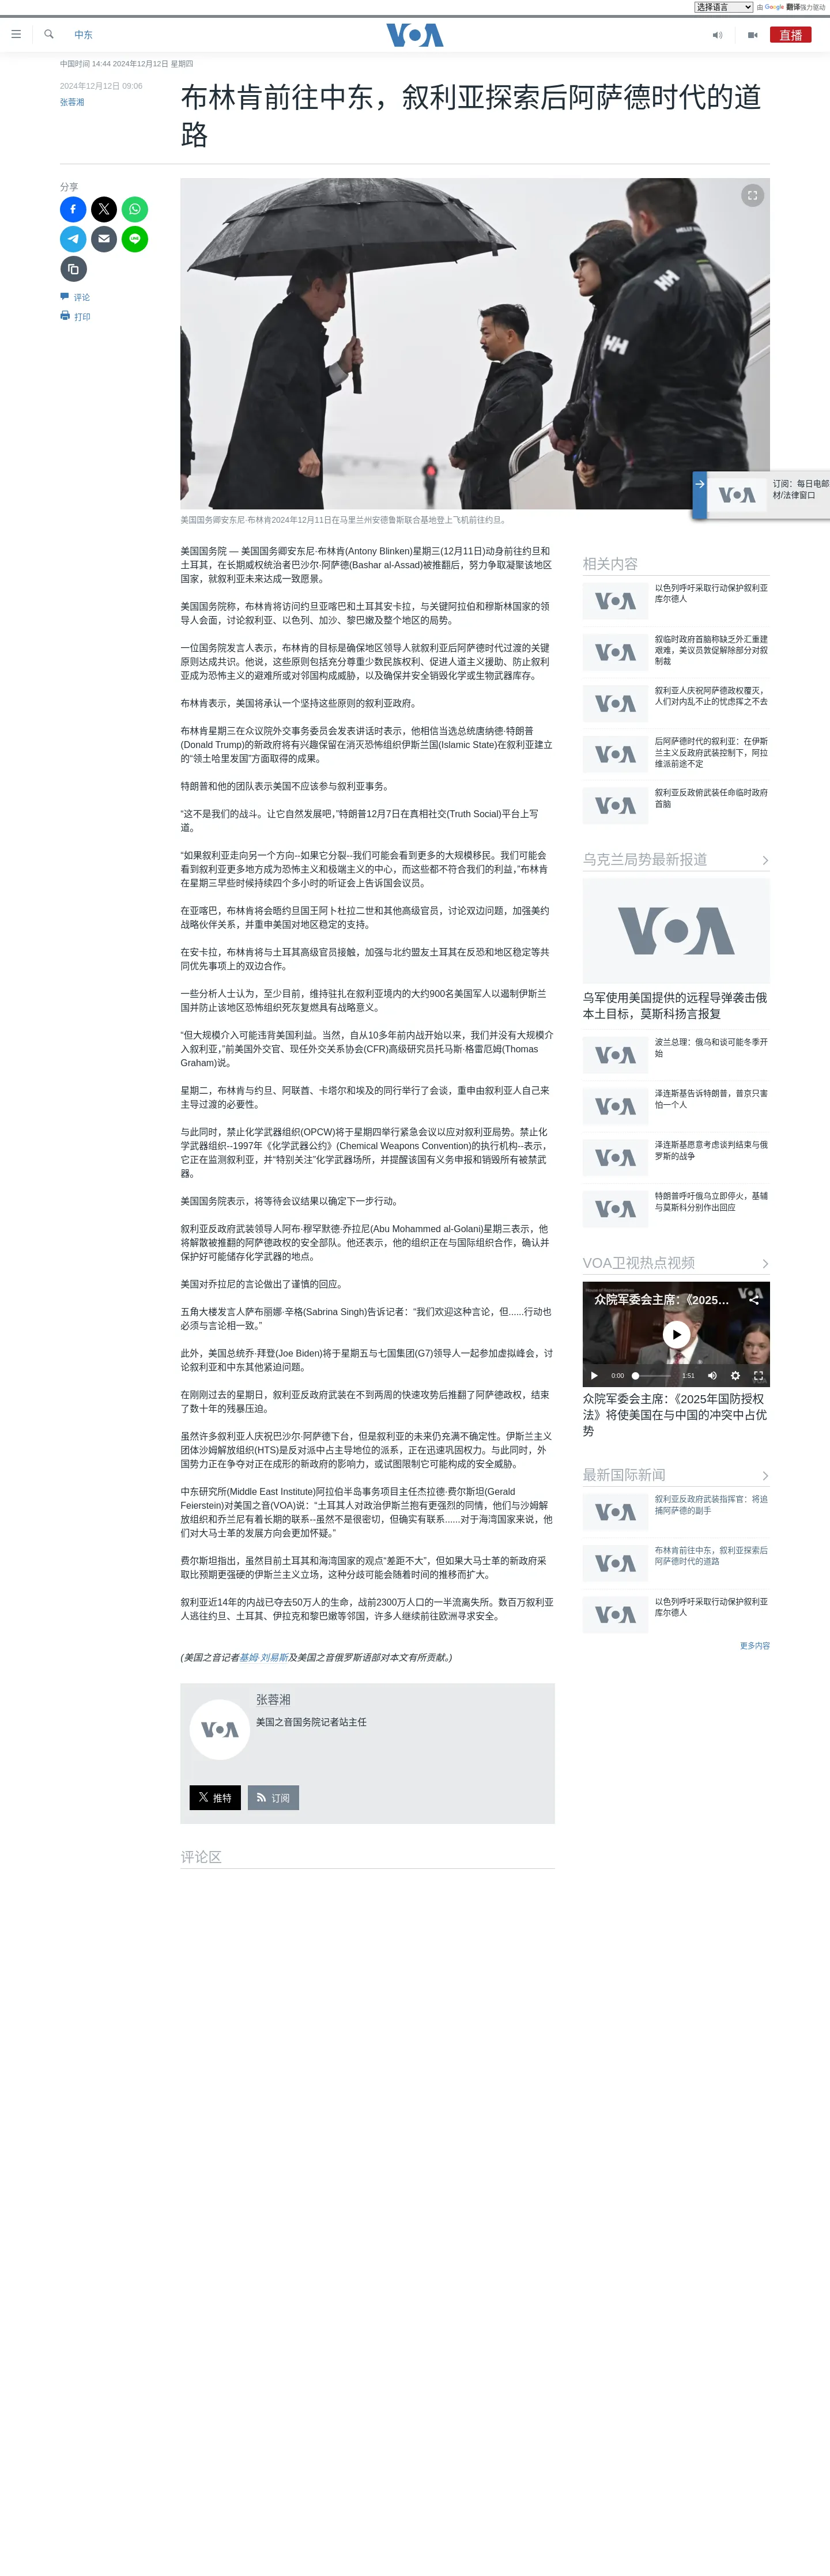 选择语言
由 Google 翻译强力驱动
中东
VOA
直播
中国时间 14:44 2024年12月12日 星期四
2024年12月12日 09:06
张蓉湘
布林肯前往中东，叙利亚探索后阿萨德时代的道
路
分享
评论
打印
HELLY HANSEN
HH
订阅：每日电邮
材/法律窗口
美国国务卿安东尼·布林肯2024年12月11日在马里兰州安德鲁斯联合基地登上飞机前往约旦。
美国国务院 — 美国国务卿安东尼·布林肯(Antony Blinken)星期三(12月11日)动身前往约旦和
土耳其，在长期威权统治者巴沙尔·阿萨德(Bashar al-Assad)被推翻后，努力争取凝聚该地区
国家，就叙利亚未来达成一致愿景。
美国国务院称，布林肯将访问约旦亚喀巴和土耳其安卡拉，与关键阿拉伯和穆斯林国家的领
导人会面，讨论叙利亚、以色列、加沙、黎巴嫩及整个地区的局势。
一位国务院发言人表示，布林肯的目标是确保地区领导人就叙利亚后阿萨德时代过渡的关键
原则达成共识。他说，这些原则包括充分尊重少数民族权利、促进人道主义援助、防止叙利
亚成为恐怖主义的避难所或对邻国构成威胁，以及确保并安全销毁化学或生物武器库存。
布林肯表示，美国将承认一个坚持这些原则的叙利亚政府。
布林肯星期三在众议院外交事务委员会发表讲话时表示，他相信当选总统唐纳德·特朗普
(Donald Trump)的新政府将有兴趣保留在消灭恐怖组织伊斯兰国(Islamic State)在叙利亚建立
的“领土哈里发国”方面取得的成果。
特朗普和他的团队表示美国不应该参与叙利亚事务。
“这不是我们的战斗。让它自然发展吧，”特朗普12月7日在真相社交(Truth Social)平台上写
道。
“如果叙利亚走向另一个方向--如果它分裂--我们可能会看到更多的大规模移民。我们可能会
看到叙利亚更多地方成为恐怖主义和极端主义的中心，而这些都不符合我们的利益，”布林肯
在星期三早些时候持续四个多小时的听证会上告诉国会议员。
在亚喀巴，布林肯将会晤约旦国王阿卜杜拉二世和其他高级官员，讨论双边问题，加强美约
战略伙伴关系，并重申美国对地区稳定的支持。
在安卡拉，布林肯将与土耳其高级官员接触，加强与北约盟友土耳其在反恐和地区稳定等共
同优先事项上的双边合作。
一些分析人士认为，至少目前，维持驻扎在叙利亚境内的大约900名美国军人以遏制伊斯兰
国并防止该地区恐怖组织死灰复燃具有战略意义。
“但大规模介入可能违背美国利益。当然，自从10多年前内战开始以来，我们并没有大规模介
入叙利亚，”前美国外交官、现任外交关系协会(CFR)高级研究员托马斯·格雷厄姆(Thomas
Graham)说。
星期二，布林肯与约旦、阿联酋、卡塔尔和埃及的同行举行了会谈，重申由叙利亚人自己来
主导过渡的必要性。
与此同时，禁止化学武器组织(OPCW)将于星期四举行紧急会议以应对叙利亚局势。禁止化
学武器组织--1997年《化学武器公约》(Chemical Weapons Convention)的执行机构--表示，
它正在监测叙利亚，并“特别关注”化学武器场所，并提醒该国有义务申报和销毁所有被禁武
器。
美国国务院表示，将等待会议结果以确定下一步行动。
叙利亚反政府武装领导人阿布·穆罕默德·乔拉尼(Abu Mohammed al-Golani)星期三表示，他
将解散被推翻的阿萨德政权的安全部队。他还表示，他的组织正在与国际组织合作，确认并
保护好可能储存化学武器的地点。
美国对乔拉尼的言论做出了谨慎的回应。
五角大楼发言人萨布丽娜·辛格(Sabrina Singh)告诉记者：“我们欢迎这种言论，但......行动也
必须与言论相一致。”
此外，美国总统乔·拜登(Joe Biden)将于星期五与七国集团(G7)领导人一起参加虚拟峰会，讨
论叙利亚和中东其他紧迫问题。
在刚刚过去的星期日，叙利亚反政府武装在不到两周的快速攻势后推翻了阿萨德政权，结束
了数十年的残暴压迫。
虽然许多叙利亚人庆祝巴沙尔·阿萨德下台，但是叙利亚的未来仍充满不确定性。伊斯兰主义
团体沙姆解放组织(HTS)是反对派中占主导地位的派系，正在迅速巩固权力。与此同时，外
国势力正在争夺对正在成形的新政府的影响力，或试图限制它可能构成的安全威胁。
中东研究所(Middle East Institute)阿拉伯半岛事务项目主任杰拉德·费尔斯坦(Gerald
Feierstein)对美国之音(VOA)说：“土耳其人对政治伊斯兰抱有更强烈的同情，他们与沙姆解
放组织和乔兰尼有着长期的联系--虽然不是很密切，但确实有联系......对于海湾国家来说，他
们对大马士革的发展方向会更加怀疑。”
费尔斯坦指出，虽然目前土耳其和海湾国家的观点“差距不大”，但如果大马士革的新政府采
取比预期更强硬的伊斯兰主义立场，这种分歧可能会随着时间的推移而扩大。
叙利亚近14年的内战已夺去50万人的生命，战前2300万人口的一半流离失所。数百万叙利亚
人逃往约旦、土耳其、伊拉克和黎巴嫩等邻国，许多人继续前往欧洲寻求安全。
(美国之音记者基姆·刘易斯及美国之音俄罗斯语部对本文有所贡献。)
张蓉湘
美国之音国务院记者站主任
推特
订阅
评论区
相关内容
以色列呼吁采取行动保护叙利亚
库尔德人
叙临时政府首脑称缺乏外汇重建
艰难，美议员敦促解除部分对叙
制裁
叙利亚人庆祝阿萨德政权覆灭，
人们对内乱不止的忧虑挥之不去
后阿萨德时代的叙利亚：在伊斯
兰主义反政府武装控制下，阿拉
维派前途不定
叙利亚反政府武装任命临时政府
首脑
乌克兰局势最新报道
乌军使用美国提供的远程导弹袭击俄
本土目标，莫斯科扬言报复
波兰总理：俄乌和谈可能冬季开
始
泽连斯基告诉特朗普，普京只害
怕一个人
泽连斯基愿意考虑谈判结束与俄
罗斯的战争
特朗普呼吁俄乌立即停火，基辅
与莫斯科分别作出回应
VOA卫视热点视频
众院军委会主席：《2025...
0:00
1:51
众院军委会主席：《2025年国防授权
法》将使美国在与中国的冲突中占优
势
最新国际新闻
叙利亚反政府武装指挥官：将追
捕阿萨德的副手
布林肯前往中东，叙利亚探索后
阿萨德时代的道路
以色列呼吁采取行动保护叙利亚
库尔德人
更多内容